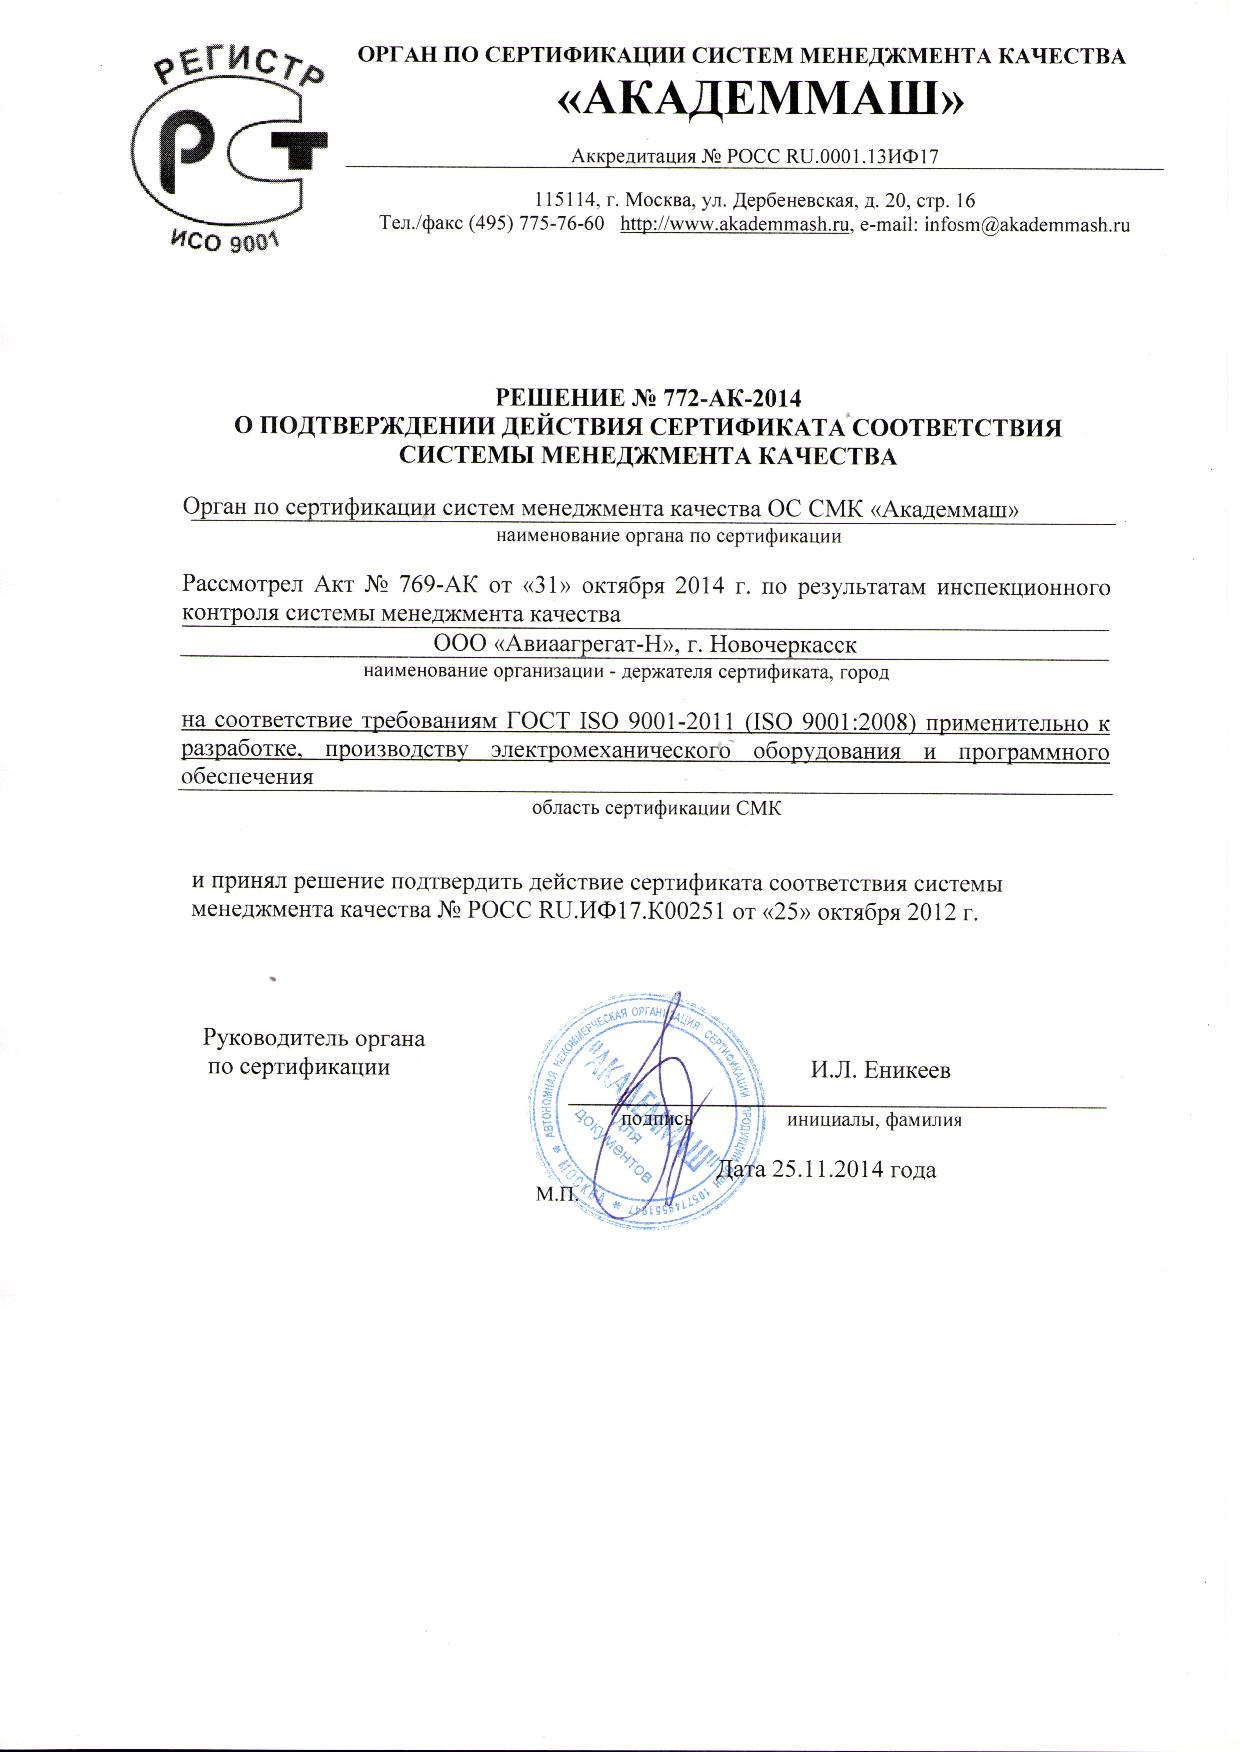 РЕГИСТР
РСТ
ИСО 9001
ОРГАН ПО СЕРТИФИКАЦИИ СИСТЕМ МЕНЕДЖМЕНТА КАЧЕСТВА
«АКАДЕММАШ»
Аккредитация № РОСС RU.0001.13ИФ17
115114, г. Москва, ул. Дербеневская, д. 20, стр. 16
Тел./факс (495) 775-76-60 http://www.akademmash.ru, e-mail: infosm@akademmash.ru
РЕШЕНИЕ № 772-АК-2014
О ПОДТВЕРЖДЕНИИ ДЕЙСТВИЯ СЕРТИФИКАТА СООТВЕТСТВИЯ
СИСТЕМЫ МЕНЕДЖМЕНТА КАЧЕСТВА
Орган по сертификации систем менеджмента качества ОС СМК «Академмаш»
наименование органа по сертификации
Рассмотрел Акт № 769-АК от «31» октября 2014 г. по результатам инспекционного
контроля системы менеджмента качества
ООО «Авиаагрегат-Н», г. Новочеркасск
наименование организации - держателя сертификата, город
на соответствие требованиям ГОСТ ISO 9001-2011 (ISO 9001:2008) применительно к
разработке, производству электромеханического оборудования и программного
обеспечения
область сертификации СМК
и принял решение подтвердить действие сертификата соответствия системы
менеджмента качества № РОСС RU.ИФ17.К00251 от «25» октября 2012 г.
Руководитель органа
по сертификации
И.Л. Еникеев
подпись
инициалы, фамилия
Дата 25.11.2014 года
М.П.
АВТОНОМНАЯ НЕКОММЕРЧЕСКАЯ ОРГАНИЗАЦИЯ СЕРТИФИКАЦИИ ПРОДУКЦИИ
* МОСКВА *
"АКАДЕММАШ"
Для
документов